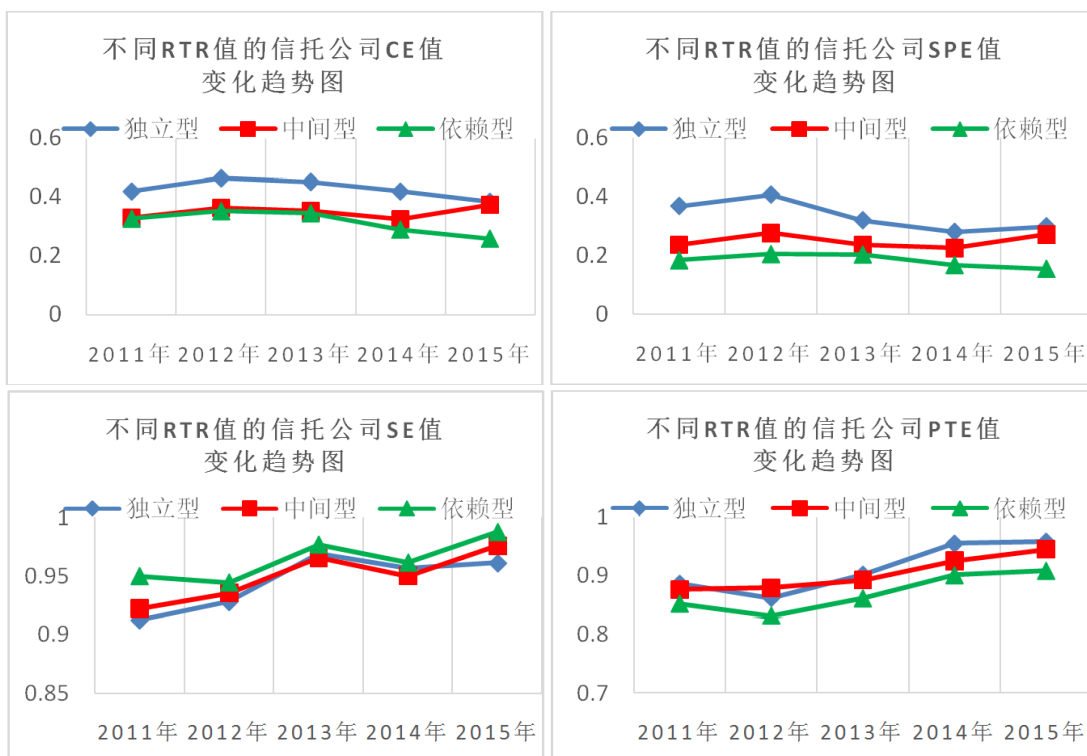 不同RTR值的信托公司CE值
变化趋势图
独立型 中间型 依赖型
0.6
0.4
0.2
0
2011年 2012年 2013年 2014年 2015年
不同RTR值的信托公司SPE值
变化趋势图
独立型 中间型 依赖型
0.6
0.4
0.2
0
2011年 2012年 2013年 2014年 2015年
不同RTR值的信托公司SE值
变化趋势图
独立型 中间型 依赖型
1
0.95
0.9
0.85
2011年 2012年 2013年 2014年 2015年
不同RTR值的信托公司PTE值
变化趋势图
独立型 中间型 依赖型
1
0.9
0.8
0.7
2011年 2012年 2013年 2014年 2015年